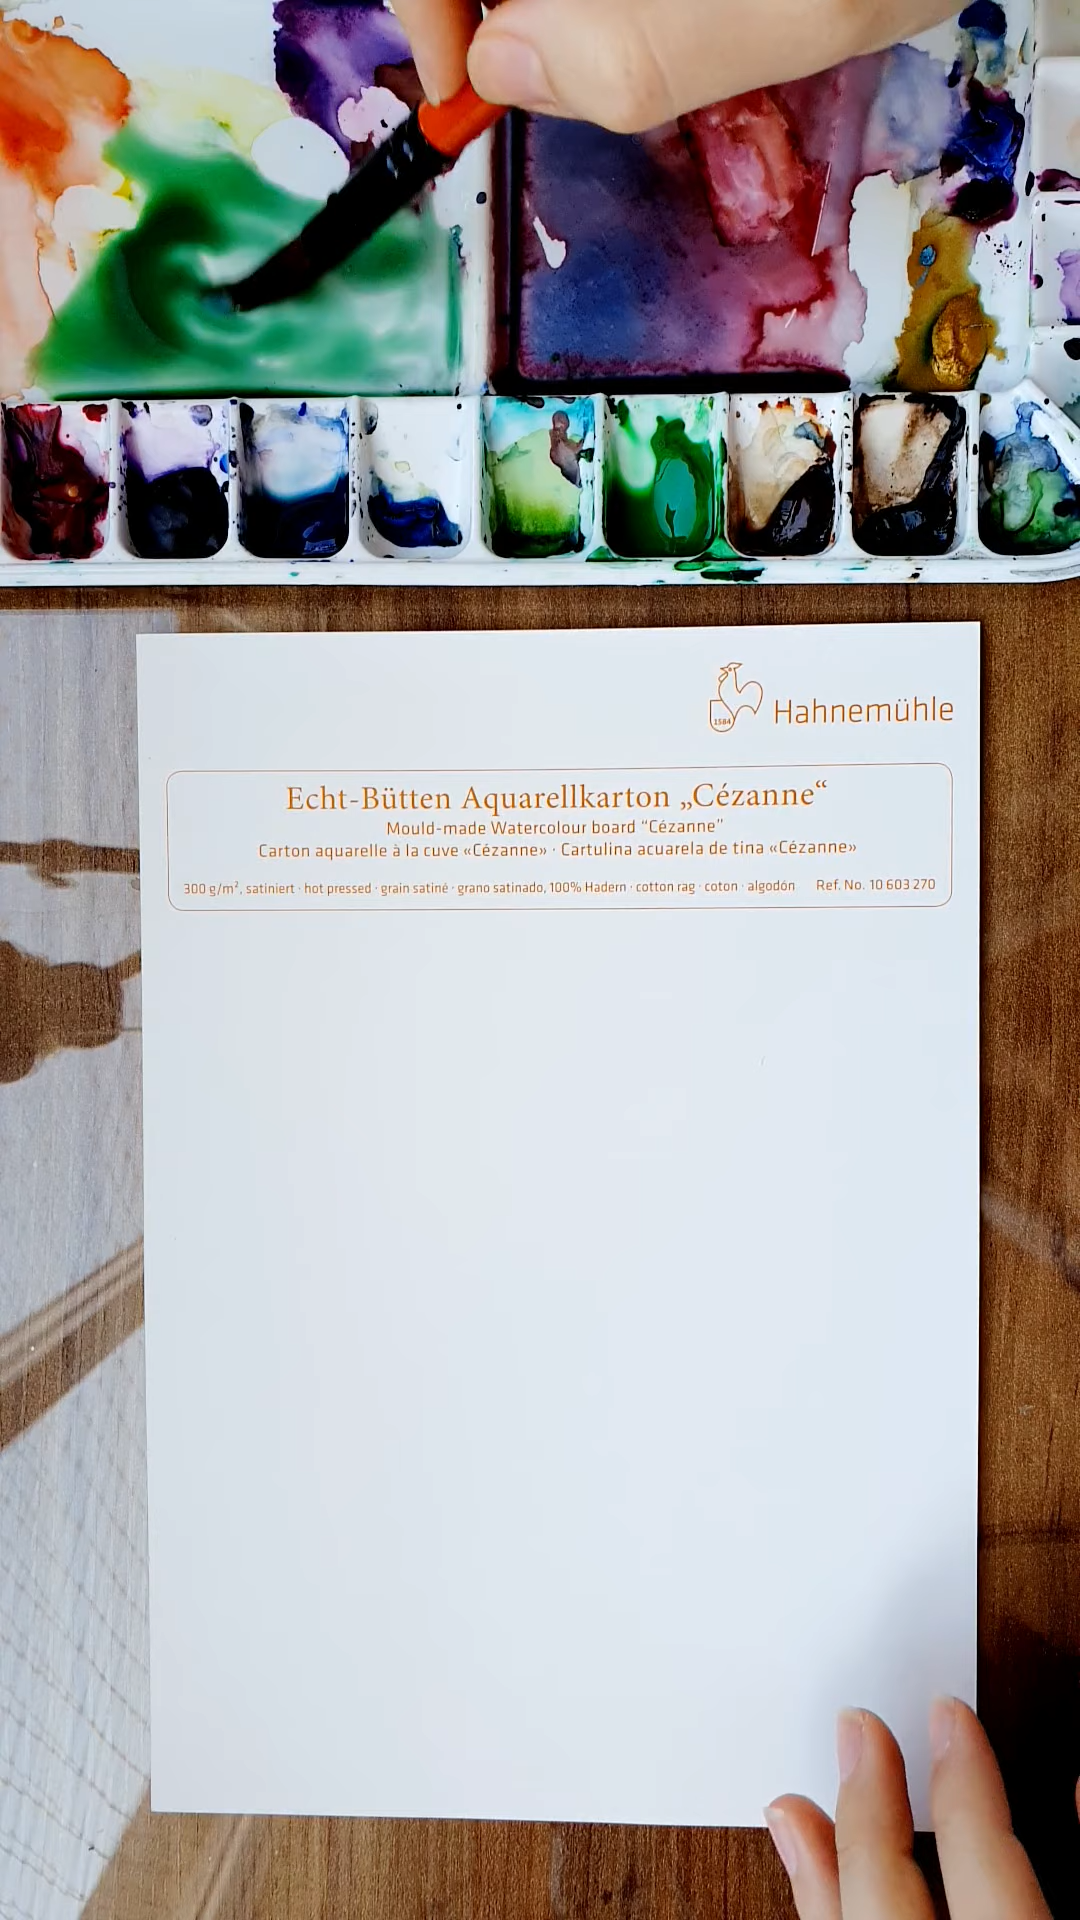 1584
Hahnemühle
Echt-Bütten Aquarellkarton „Cézanne“
Mould-made Watercolour board “Cézanne”
Carton aquarelle à la cuve «Cézanne» · Cartulina acuarela de tina «Cézanne»
300 g/m², satiniert · hot pressed · grain satiné · grano satinado, 100% Hadern · cotton rag · coton · algodón Ref. No. 10 603 270